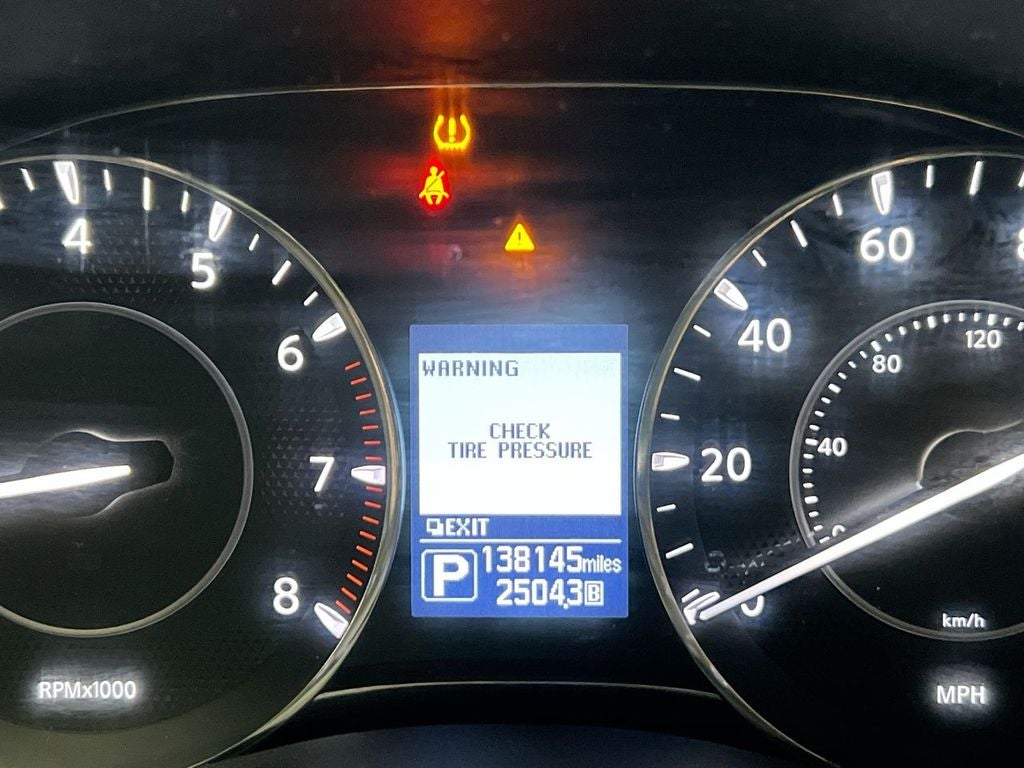 4
5
6
7
8
RPMx1000
WARNING
CHECK
TIRE PRESSURE
EXIT
P 138145miles
2504.3 B
60
40
20
0
120
80
40
km/h
MPH